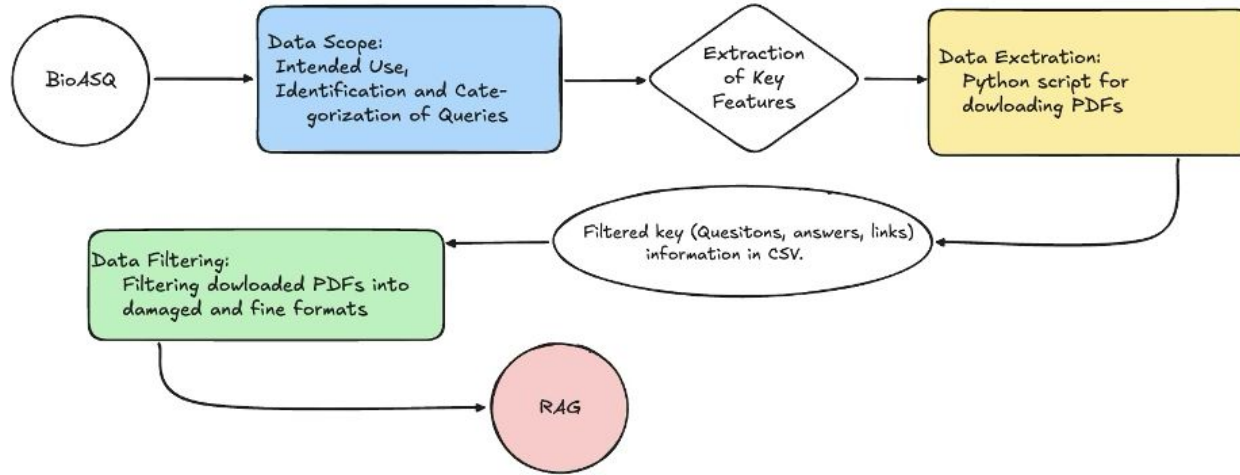 BioASQ
Data Scope:
Intended Use,
Identification and Cate-
gorization of Queries
Extraction
of Key
Features
Data Exctration:
Python script for
dowloading PDFs
Filtered key (Quesitons, answers, links)
information in CSV.
Data Filtering:
Filtering dowloaded PDFs into
damaged and fine formats
RAG